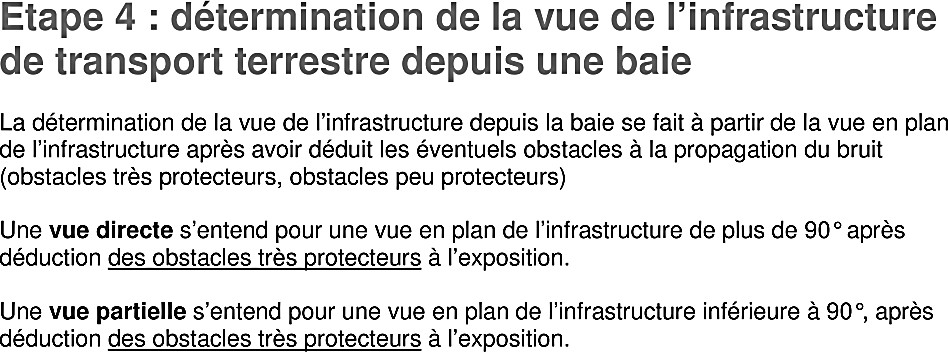 Etape 4 : détermination de la vue de l’infrastructure
de transport terrestre depuis une baie
La détermination de la vue de l’infrastructure depuis la baie se fait à partir de la vue en plan
de l’infrastructure après avoir déduit les éventuels obstacles à la propagation du bruit
(obstacles très protecteurs, obstacles peu protecteurs)
Une vue directe s’entend pour une vue en plan de l’infrastructure de plus de 90° après
déduction des obstacles très protecteurs à l’exposition.
Une vue partielle s’entend pour une vue en plan de l’infrastructure inférieure à 90°, après
déduction des obstacles très protecteurs à l’exposition.